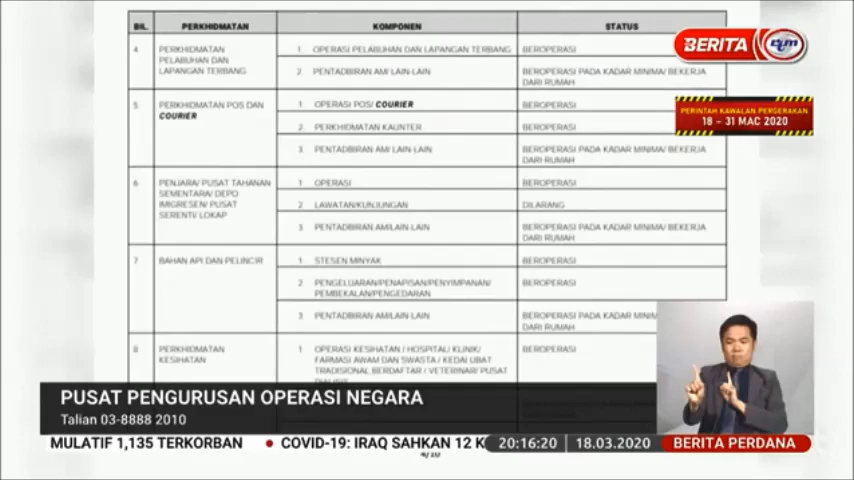 BIL. PERKHIDMATAN KOMPONEN STATUS
4 PERKHIDMATAN PELABUHAN DAN LAPANGAN TERBANG
1. OPERASI PELABUHAN DAN LAPANGAN TERBANG BEROPERASI
2. PENTADBIRAN AM/ LAIN-LAIN BEROPERASI PADA KADAR MINIMA/ BEKERJA DARI RUMAH
5. PERKHIDMATAN POS DAN COURIER
1. OPERASI POS/ COURIER BEROPERASI
2. PERKHIDMATAN KAUNTER BEROPERASI
3. PENTADBIRAN AM/ LAIN-LAIN BEROPERASI PADA KADAR MINIMA/ BEKERJA DARI RUMAH
6 PENJARA/ PUSAT TAHANAN SEMENTARA/ DEPO IMIGRESEN/ PUSAT SERENTI/ LOKAP
1 OPERASI BEROPERASI
2 LAWATAN/KUNJUNGAN DILARANG
3 PENTADBIRAN AM/LAIN-LAIN BEROPERASI PADA KADAR MINIMA/ BEKERJA DARI RUMAH
7 BAHAN API DAN PELINCIR
1 STESEN MINYAK BEROPERASI
2 PENGELUARAN/PENAPISAN/PENYIMPANAN/ PEMBEKALAN/PENGEDARAN BEROPERASI
3 PENTADBIRAN AM/LAIN-LAIN BEROPERASI PADA KADAR MINIM DARI RUMAH
8 PERKHIDMATAN KESIHATAN
1 OPERASI KESIHATAN / HOSPITAL/ KLINIK/ FARMASI AWAM DAN SWASTA / KEDAI UBAT TRADISIONAL BERDAFTAR / VETERINAR/ PUSAT BEROPERASI
BERITA rtm
PERINTAH KAWALAN PERGERAKAN
18 – 31 MAC 2020
PUSAT PENGURUSAN OPERASI NEGARA
Talian 03-8888 2010
MULATIF 1,135 TERKORBAN • COVID-19: IRAQ SAHKAN 12 K 20:16:20 18.03.2020 BERITA PERDANA
4/10